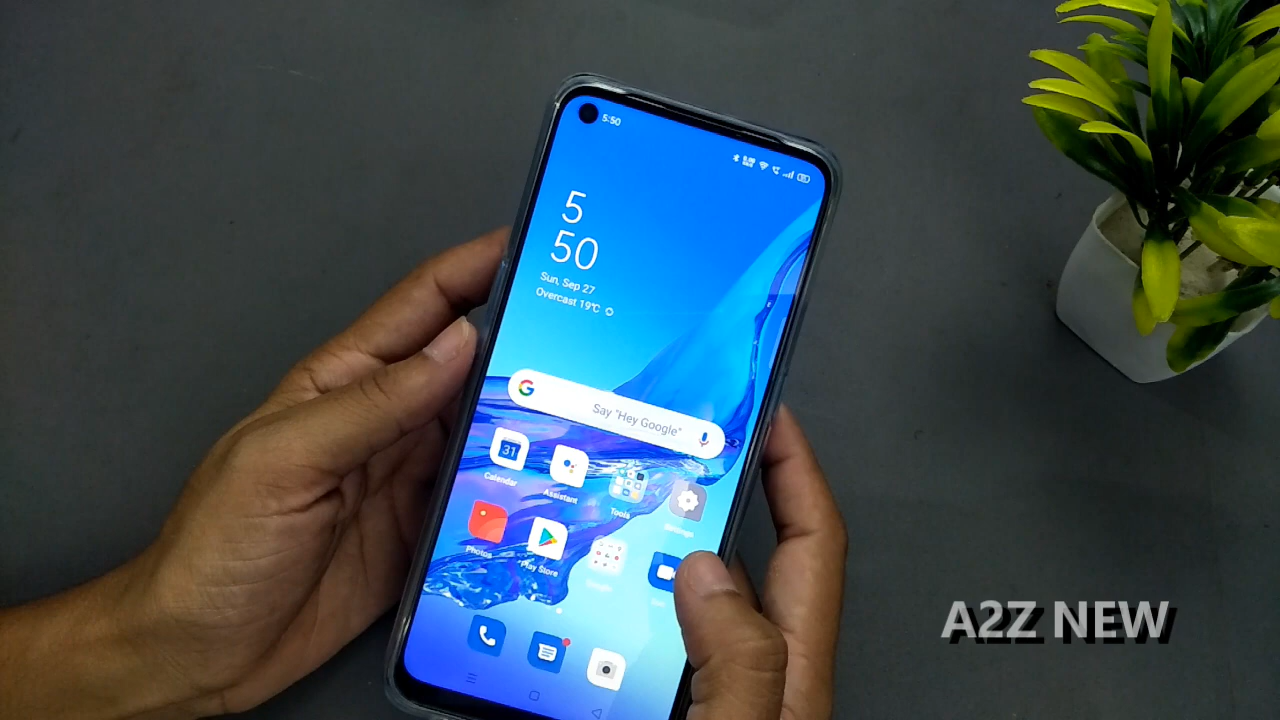 5:50
5
50
Sun, Sep 27
Overcast 19℃
G
Say "Hey Google"
31
Calendar
Assistant
Tools
Settings
Photos
Play Store
A2Z NEW